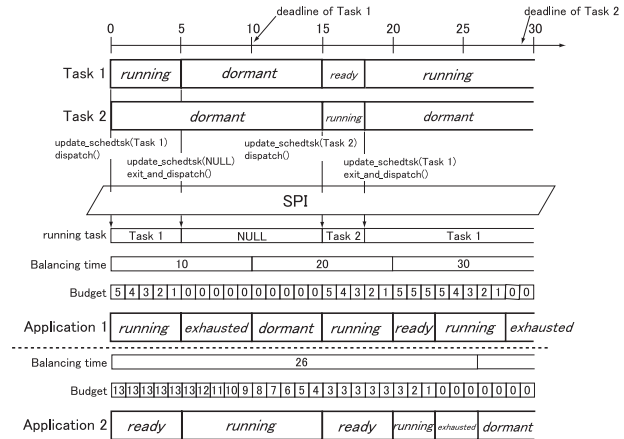 deadline of Task 1
deadline of Task 2
0 5 10 15 20 25 30
Task 1 running dormant ready running
Task 2 dormant running dormant
update_schedtsk(Task 1)
dispatch()
update_schedtsk(NULL)
exit_and_dispatch()
update_schedtsk(Task 2)
dispatch()
update_schedtsk(Task 1)
exit_and_dispatch()
SPI
running task Task 1 NULL Task 2 Task 1
Balancing time 10 20 30
Budget 5 4 3 2 1 0 0 0 0 0 0 0 0 0 0 5 4 3 2 1 5 5 5 5 4 3 2 1 0 0
Application 1 running exhausted dormant running ready running exhausted
Balancing time 26
Budget 13 13 13 13 13 13 12 11 10 9 8 7 6 5 4 3 3 3 3 3 3 2 1 0 0 0 0 0 0 0
Application 2 ready running ready running exhausted dormant